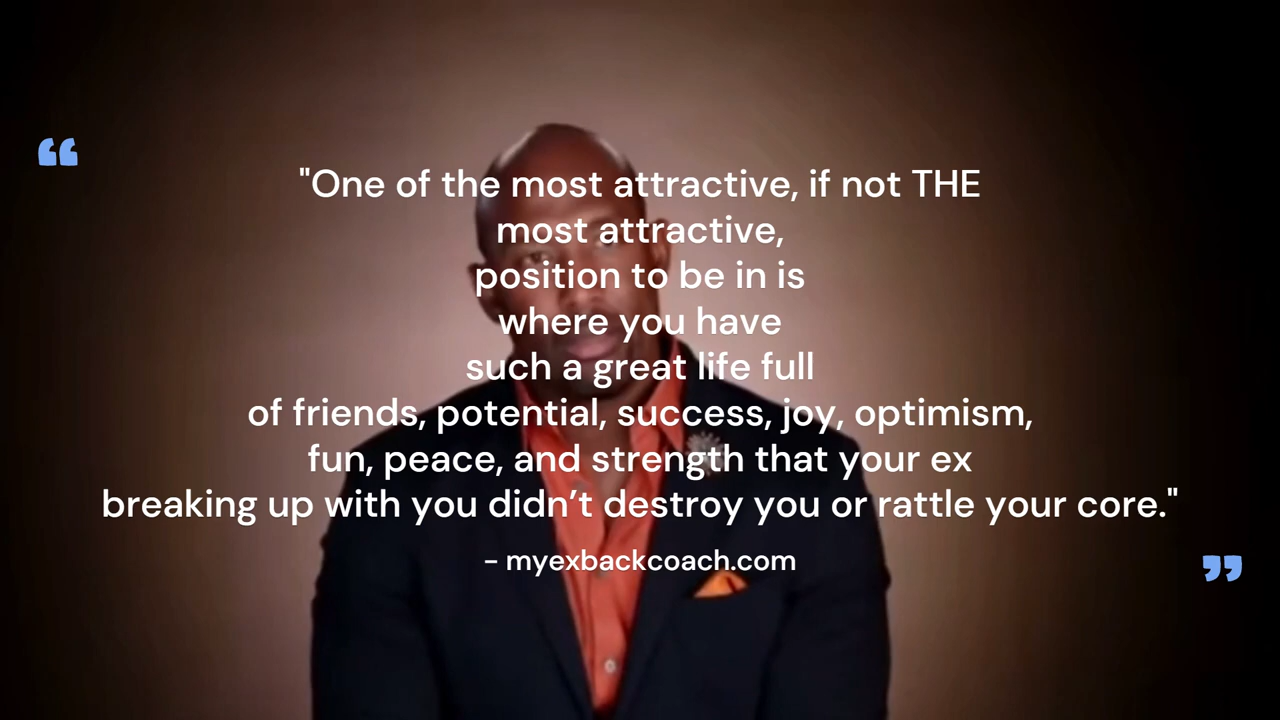 “
"One of the most attractive, if not THE
most attractive,
position to be in is
where you have
such a great life full
of friends, potential, success, joy, optimism,
fun, peace, and strength that your ex
breaking up with you didn’t destroy you or rattle your core."
– myexbackcoach.com
”